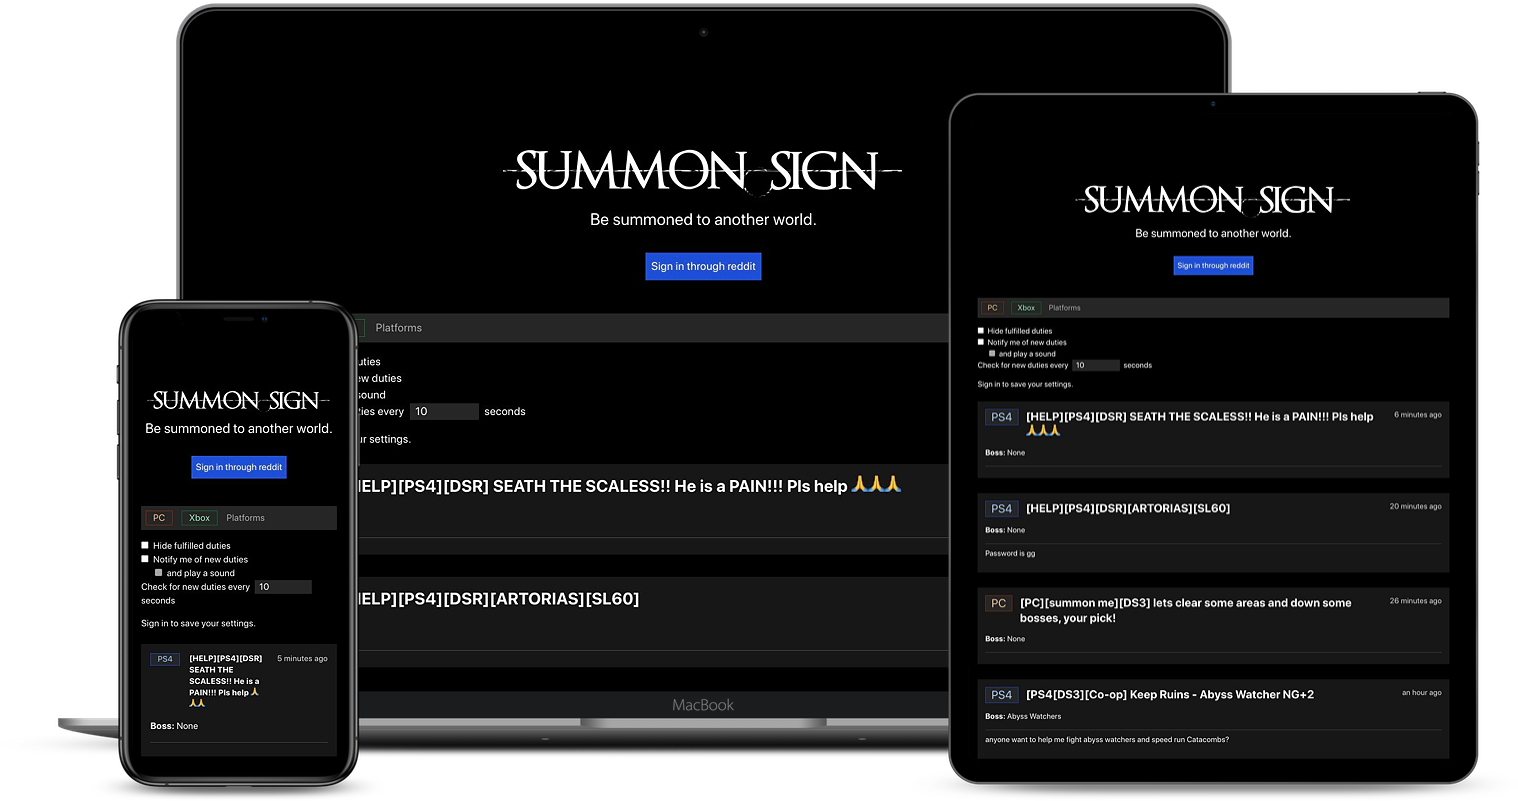 SUMMON SIGN
Be summoned to another world.
Sign in through reddit
Platforms
uties
ew duties
sound
ties every 10 seconds
ur settings.
HELP][PS4][DSR] SEATH THE SCALESS!! He is a PAIN!!! Pls help 🙏🙏🙏
HELP][PS4][DSR][ARTORIAS][SL60]
MacBook
SUMMON SIGN
Be summoned to another world.
Sign in through reddit
PC Xbox Platforms
Hide fulfilled duties
Notify me of new duties
and play a sound
Check for new duties every 10
seconds
Sign in to save your settings.
PS4 [HELP][PS4][DSR] 5 minutes ago
SEATH THE
SCALESS!! He is a
PAIN!!! Pls help 🙏
🙏🙏
Boss: None
SUMMON SIGN
Be summoned to another world.
Sign in through reddit
PC Xbox Platforms
Hide fulfilled duties
Notify me of new duties
and play a sound
Check for new duties every 10 seconds
Sign in to save your settings.
PS4 [HELP][PS4][DSR] SEATH THE SCALESS!! He is a PAIN!!! Pls help 6 minutes ago
🙏🙏🙏
Boss: None
PS4 [HELP][PS4][DSR][ARTORIAS][SL60] 20 minutes ago
Boss: None
Password is gg
PC [PC][summon me][DS3] lets clear some areas and down some 26 minutes ago
bosses, your pick!
Boss: None
PS4 [PS4[DS3][Co-op] Keep Ruins - Abyss Watcher NG+2 an hour ago
Boss: Abyss Watchers
anyone want to help me fight abyss watchers and speed run Catacombs?